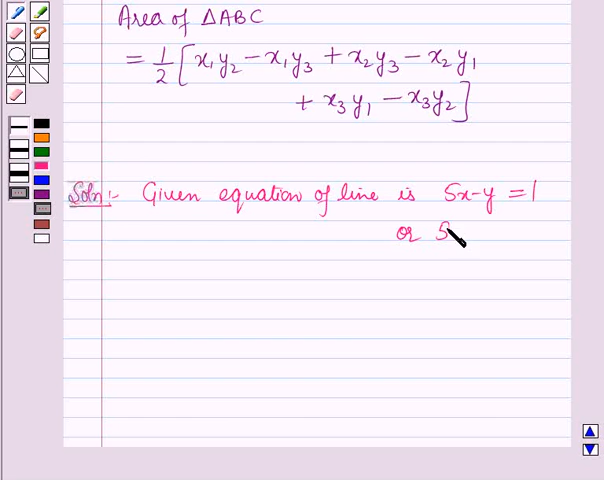 Area of ΔABC
= 1/2 [x₁y₂ - x₁y₃ + x₂y₃ - x₂y₁
+ x₃y₁ - x₃y₂]
Soln:- Given equation of line is 5x-y = 1
or 5